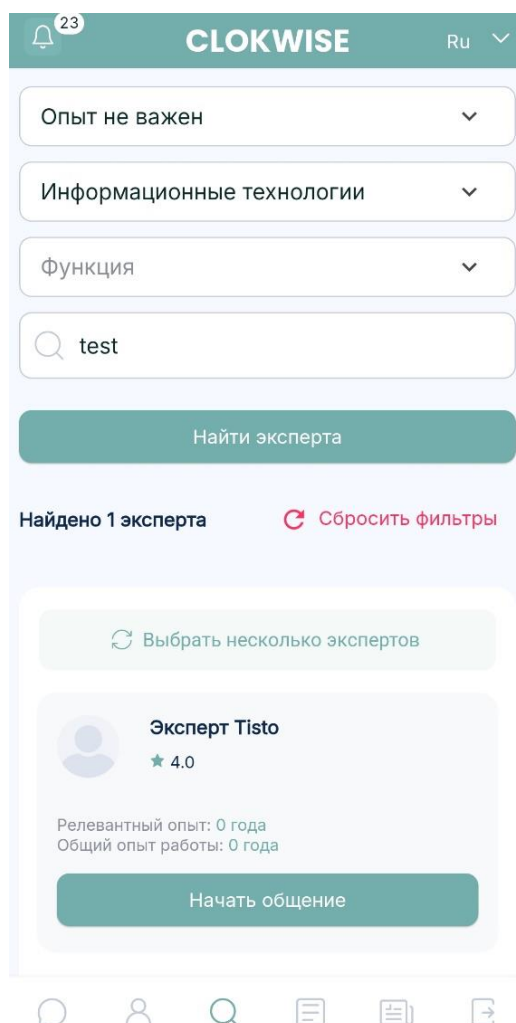 23
CLOKWISE
Ru
Опыт не важен
Информационные технологии
Функция
test
Найти эксперта
Найдено 1 эксперта
Сбросить фильтры
Выбрать несколько экспертов
Эксперт Tisto
4.0
Релевантный опыт: 0 года
Общий опыт работы: 0 года
Начать общение